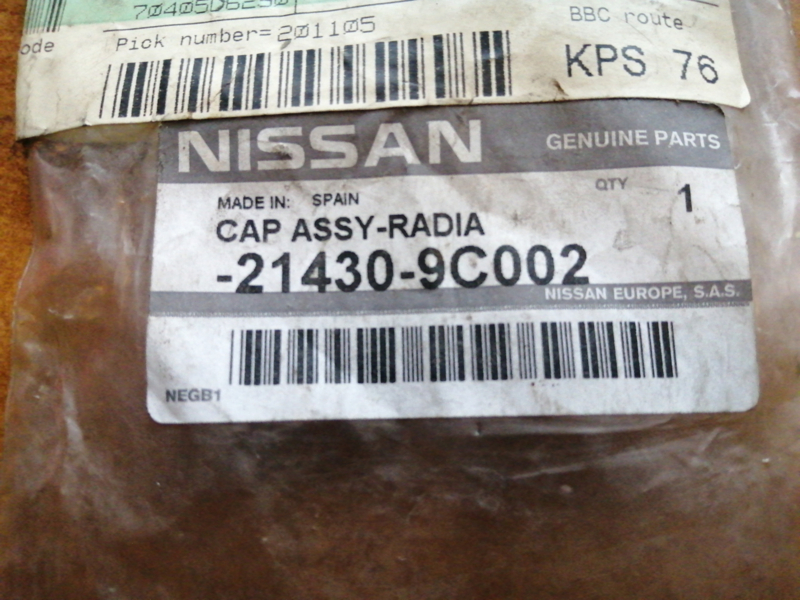 Pick number=201105
BBC route
ode
KPS 76
NISSAN
GENUINE PARTS
QTY
1
MADE IN: SPAIN
CAP ASSY-RADIA
-21430-9C002
NISSAN EUROPE, S.A.S.
NEGB1